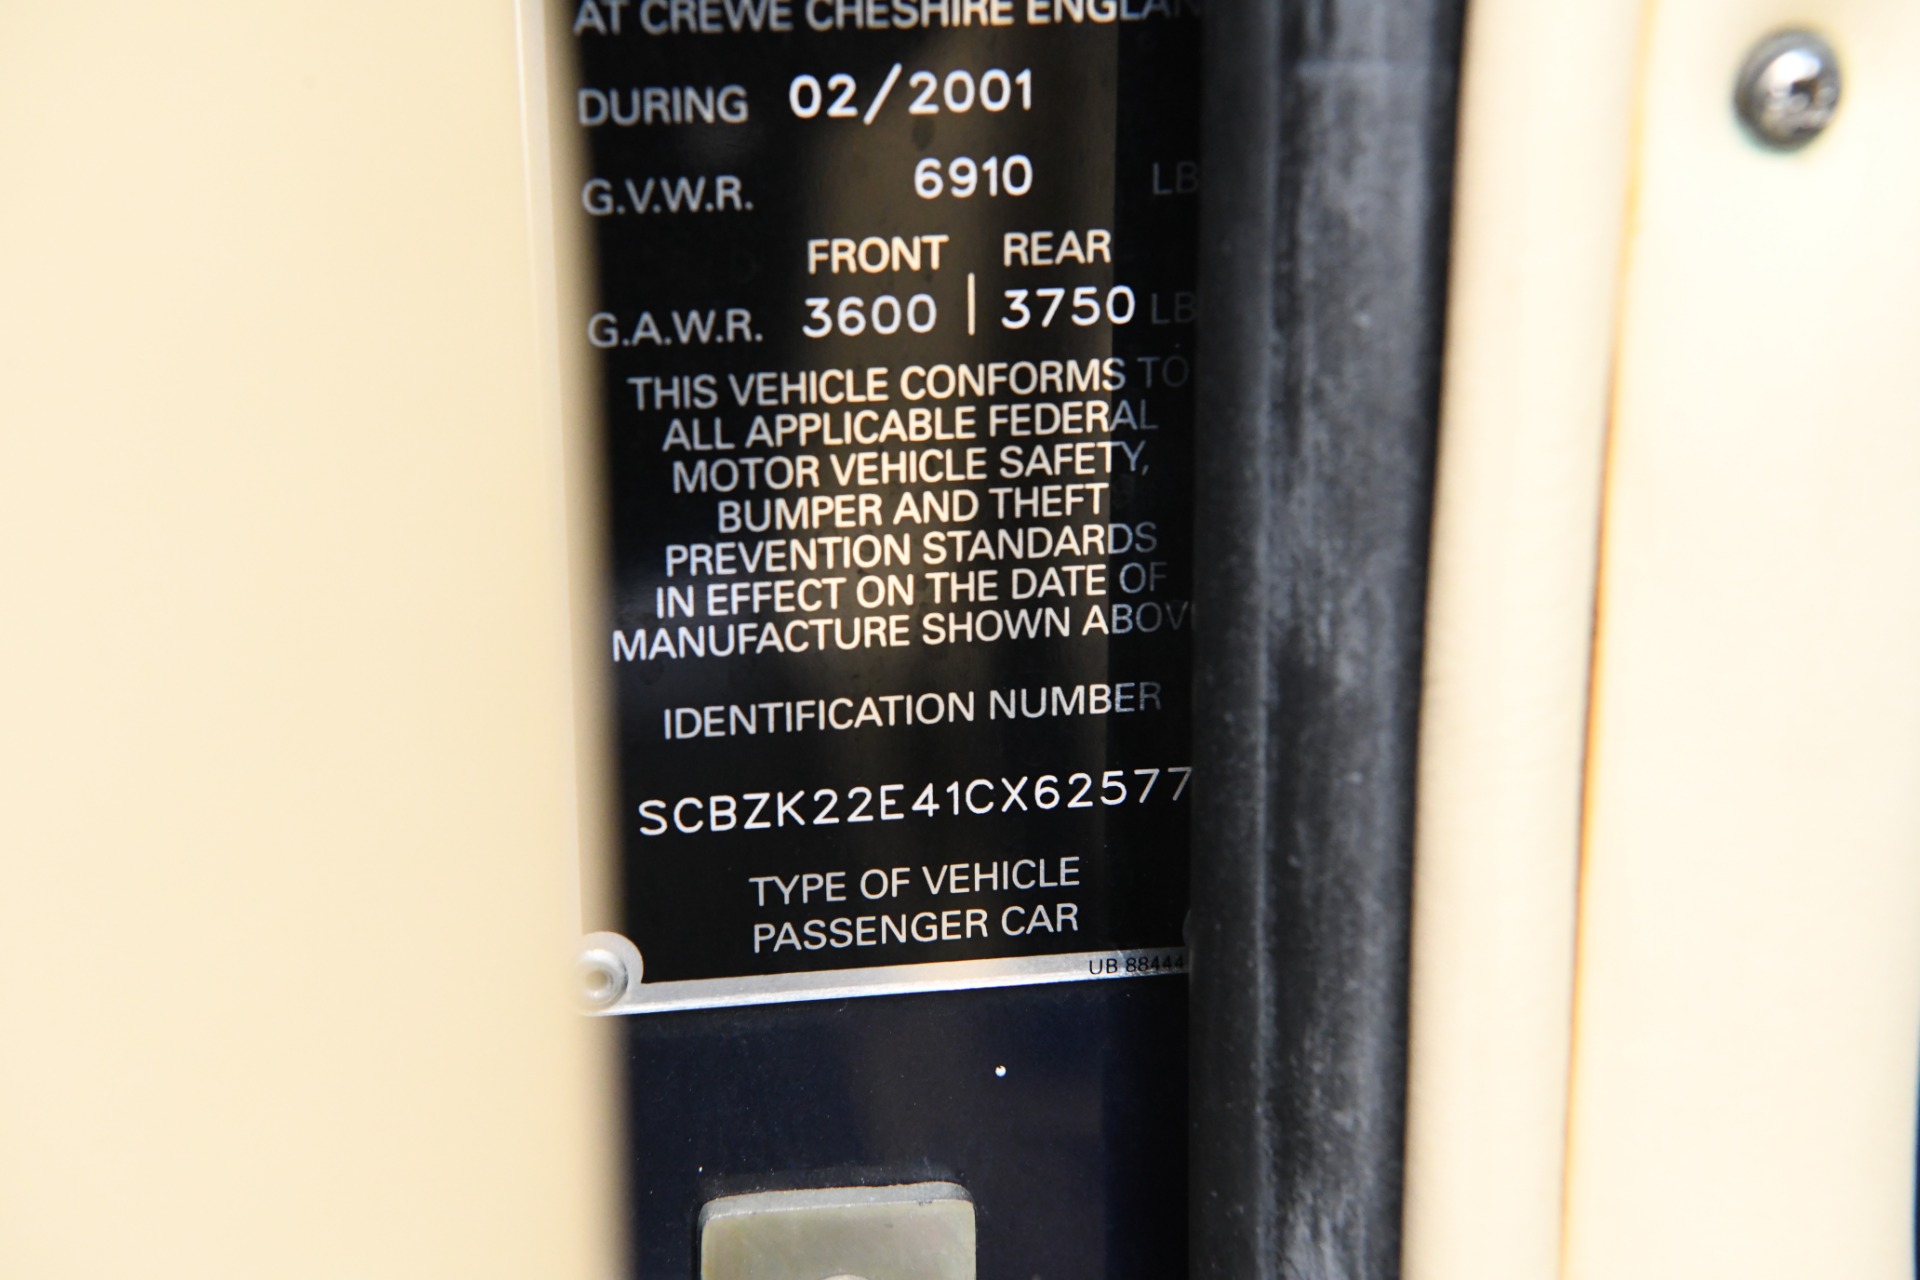 AT CREWE CHESHIRE ENGLAN
DURING 02/2001
G.V.W.R. 6910 LB
FRONT REAR
G.A.W.R. 3600 | 3750 LB
THIS VEHICLE CONFORMS TO
ALL APPLICABLE FEDERAL
MOTOR VEHICLE SAFETY,
BUMPER AND THEFT
PREVENTION STANDARDS
IN EFFECT ON THE DATE OF
MANUFACTURE SHOWN ABOV
IDENTIFICATION NUMBER
SCBZK22E41CX62577
TYPE OF VEHICLE
PASSENGER CAR
UB 88444